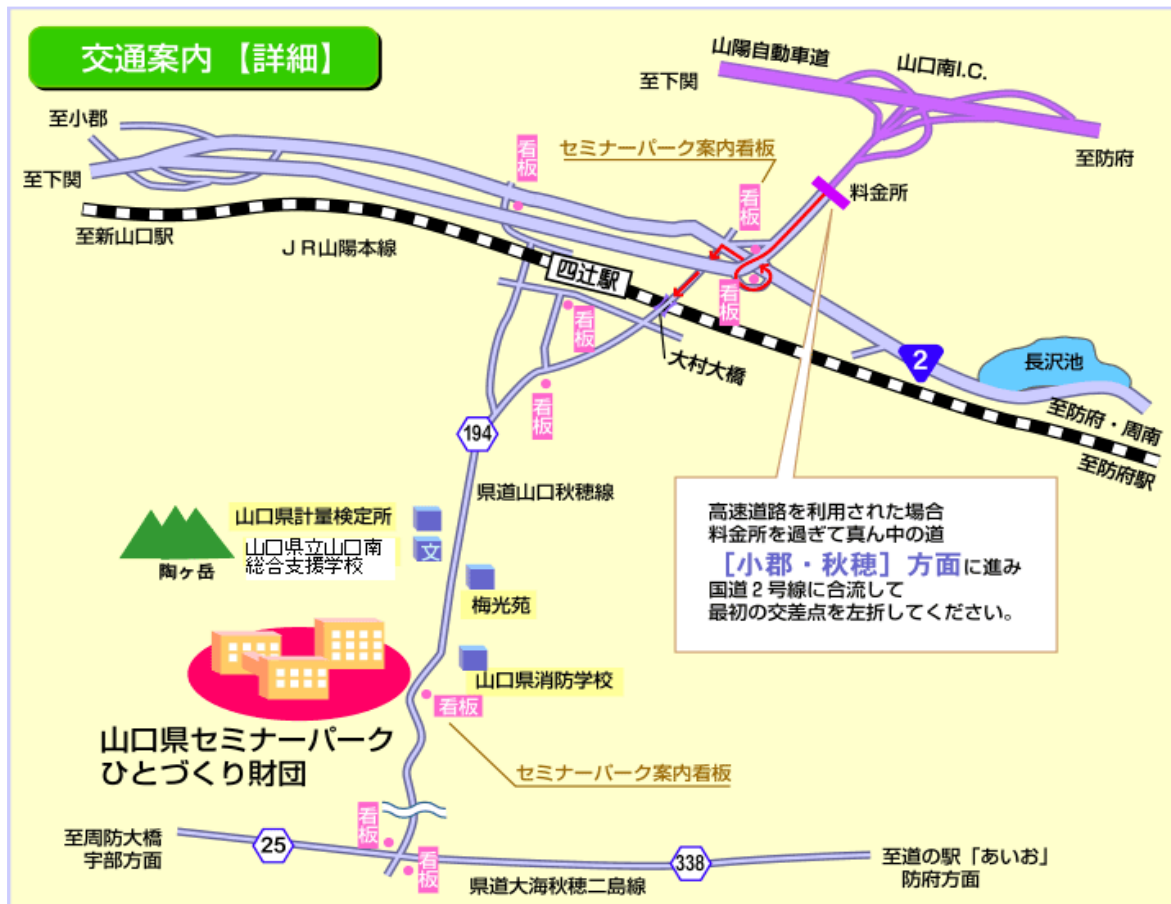 交通案内 【詳細】
山陽自動車道
山口南I.C.
至下関
至小郡
至防府
セミナーパーク案内看板
看板
看板
料金所
至下関
至新山口駅
JR山陽本線
四辻駅
看板
看板
大村大橋
2
長沢池
看板
至防府・周南
至防府駅
194
県道山口秋穂線
高速道路を利用された場合
料金所を過ぎて真ん中の道
[小郡・秋穂] 方面に進み
国道2号線に合流して
最初の交差点を左折してください。
山口県計量検定所
山口県立山口南
総合支援学校
文
陶ヶ岳
梅光苑
山口県消防学校
看板
山口県セミナーパーク
ひとづくり財団
セミナーパーク案内看板
看板
至周防大橋
宇部方面
25
看板
338
県道大海秋穂二島線
至道の駅「あいお」
防府方面